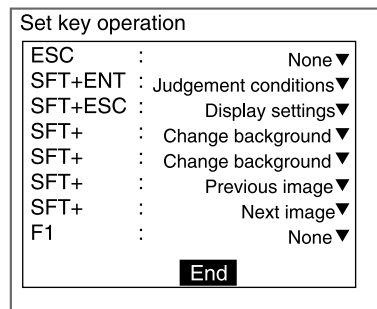 Set key operation
ESC : None▼
SFT+ENT : Judgement conditions▼
SFT+ESC : Display settings▼
SFT+ : Change background▼
SFT+ : Change background▼
SFT+ : Previous image▼
SFT+ : Next image▼
F1 : None▼
End